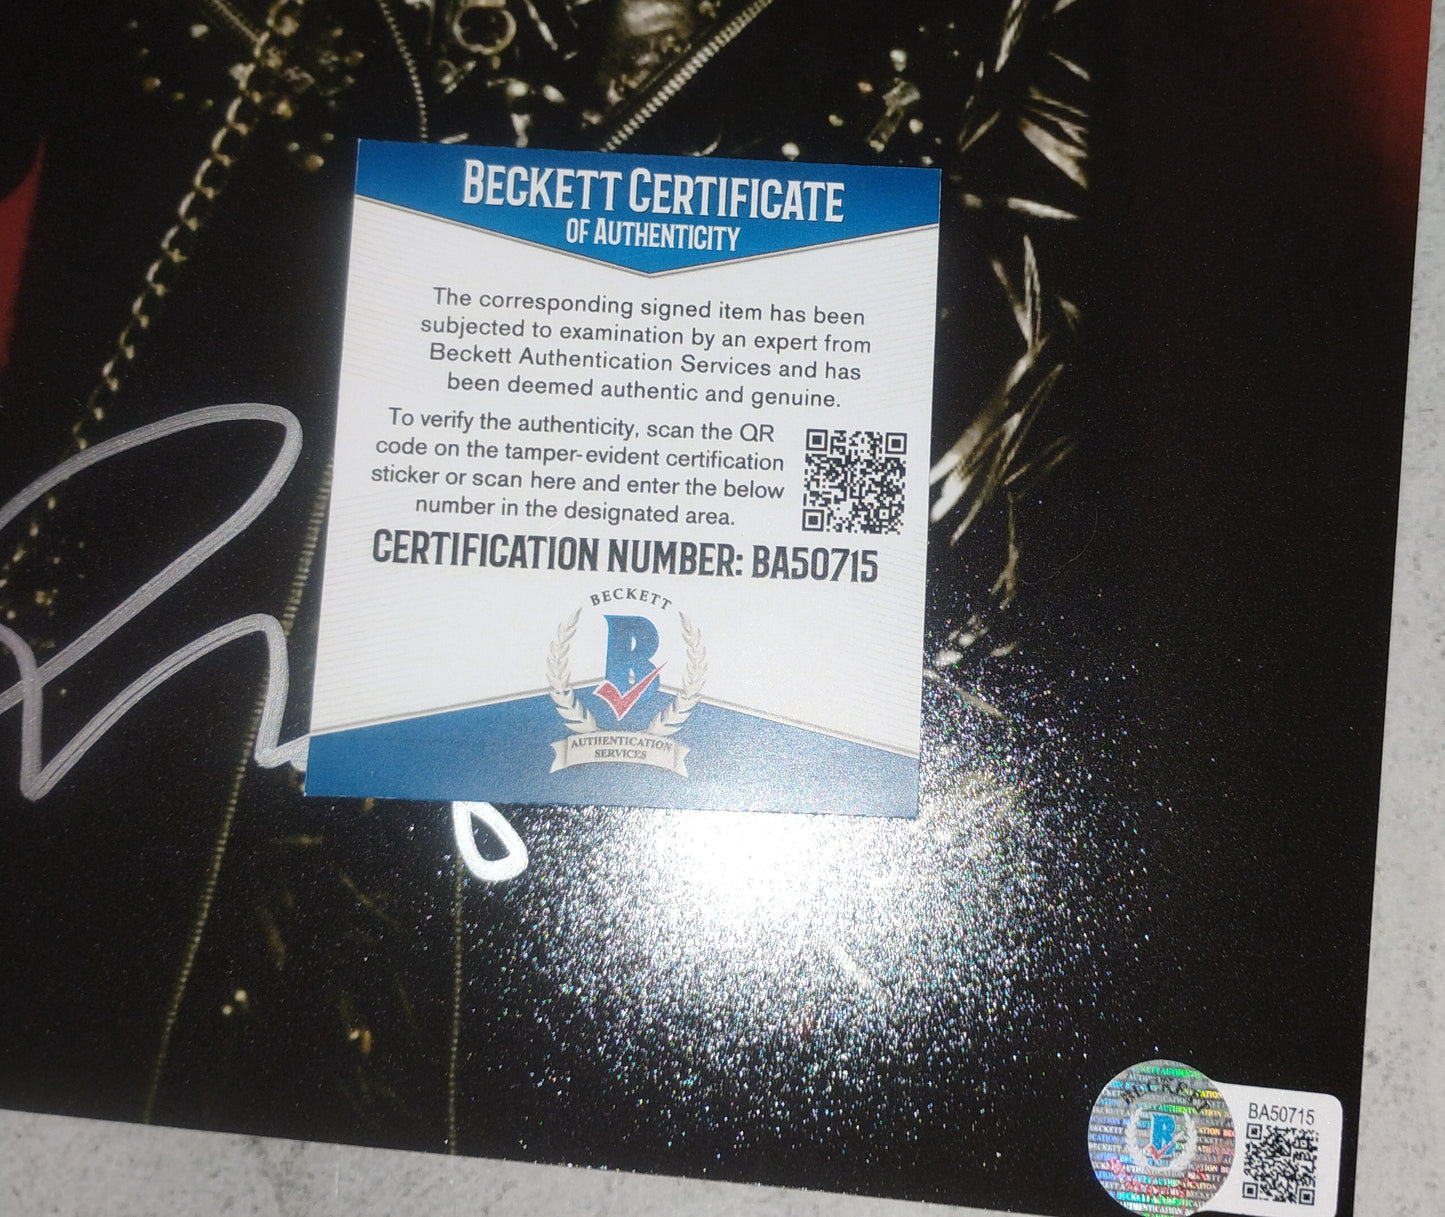 BECKETT CERTIFICATE
OF AUTHENTICITY
The corresponding signed item has been
subjected to examination by an expert from
Beckett Authentication Services and has
been deemed authentic and genuine.
To verify the authenticity, scan the QR
code on the tamper-evident certification
sticker or scan here and enter the below
number in the designated area.
CERTIFICATION NUMBER: BA50715
BECKETT
B
AUTHENTICATION
SERVICES
BA50715
B